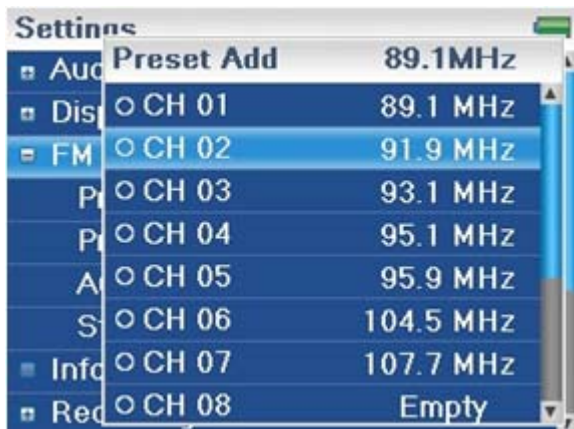 Settings
Preset Add 89.1MHz
CH 01 89.1 MHz
CH 02 91.9 MHz
CH 03 93.1 MHz
CH 04 95.1 MHz
CH 05 95.9 MHz
CH 06 104.5 MHz
CH 07 107.7 MHz
CH 08 Empty
FM